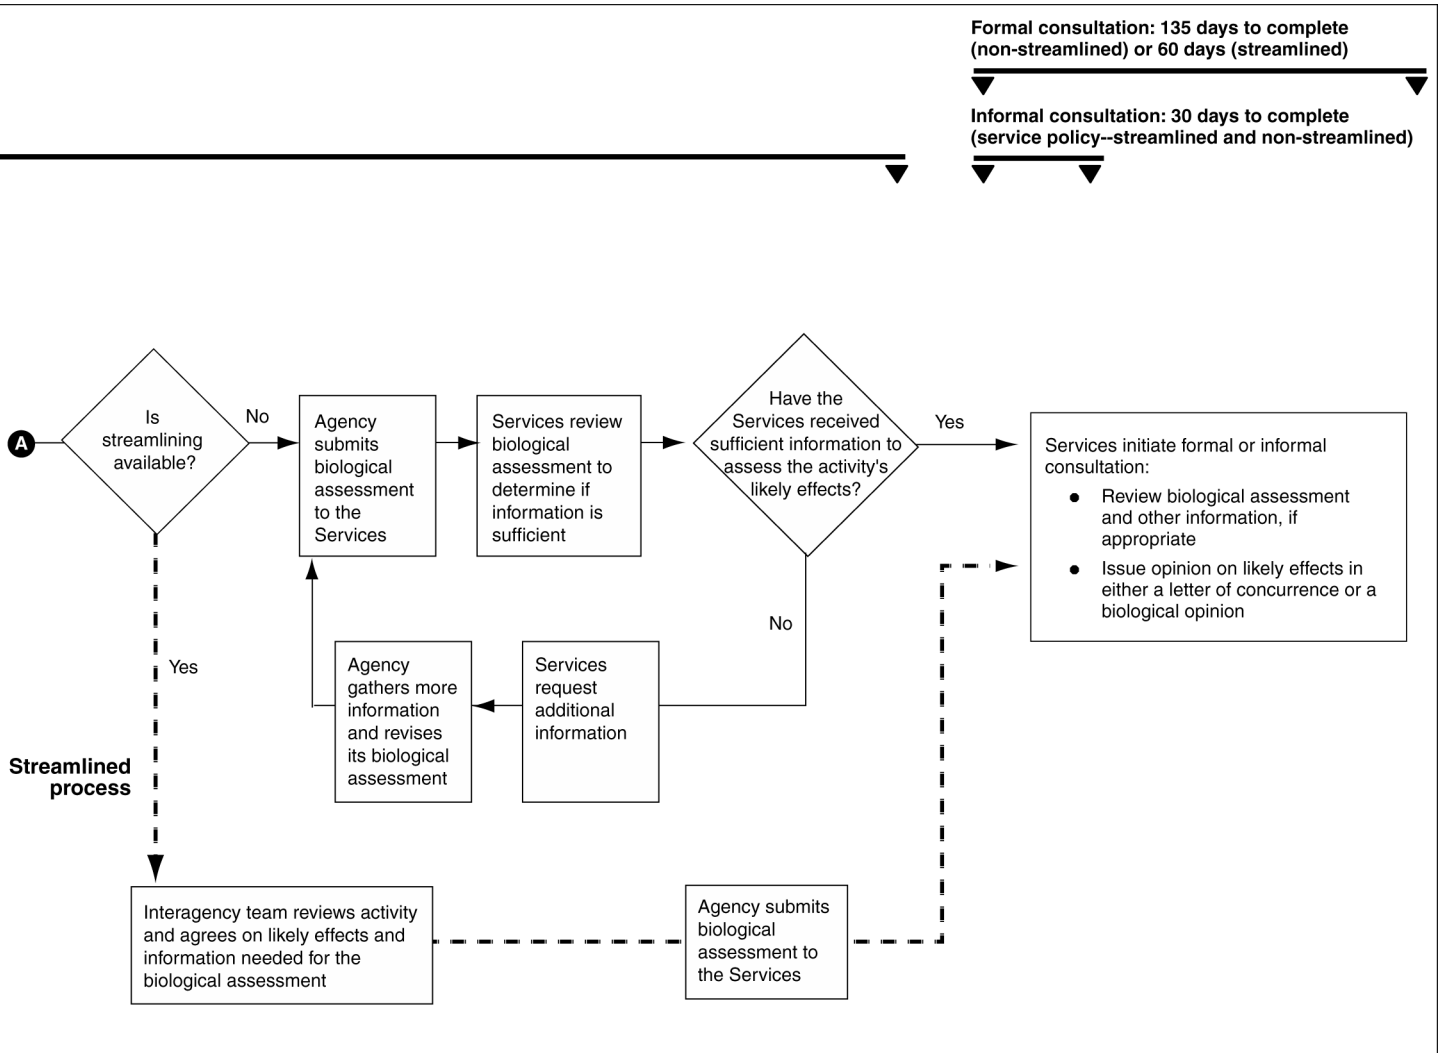 Formal consultation: 135 days to complete
(non-streamlined) or 60 days (streamlined)
Informal consultation: 30 days to complete
(service policy--streamlined and non-streamlined)
A
Is
streamlining
available?
No
Agency
submits
biological
assessment
to the
Services
Services review
biological
assessment to
determine if
information is
sufficient
Have the
Services received
sufficient information to
assess the activity's
likely effects?
Yes
Services initiate formal or informal
consultation:
● Review biological assessment
and other information, if
appropriate
● Issue opinion on likely effects in
either a letter of concurrence or a
biological opinion
No
Services
request
additional
information
Agency
gathers more
information
and revises
its biological
assessment
Yes
Streamlined
process
Interagency team reviews activity
and agrees on likely effects and
information needed for the
biological assessment
Agency submits
biological
assessment to
the Services